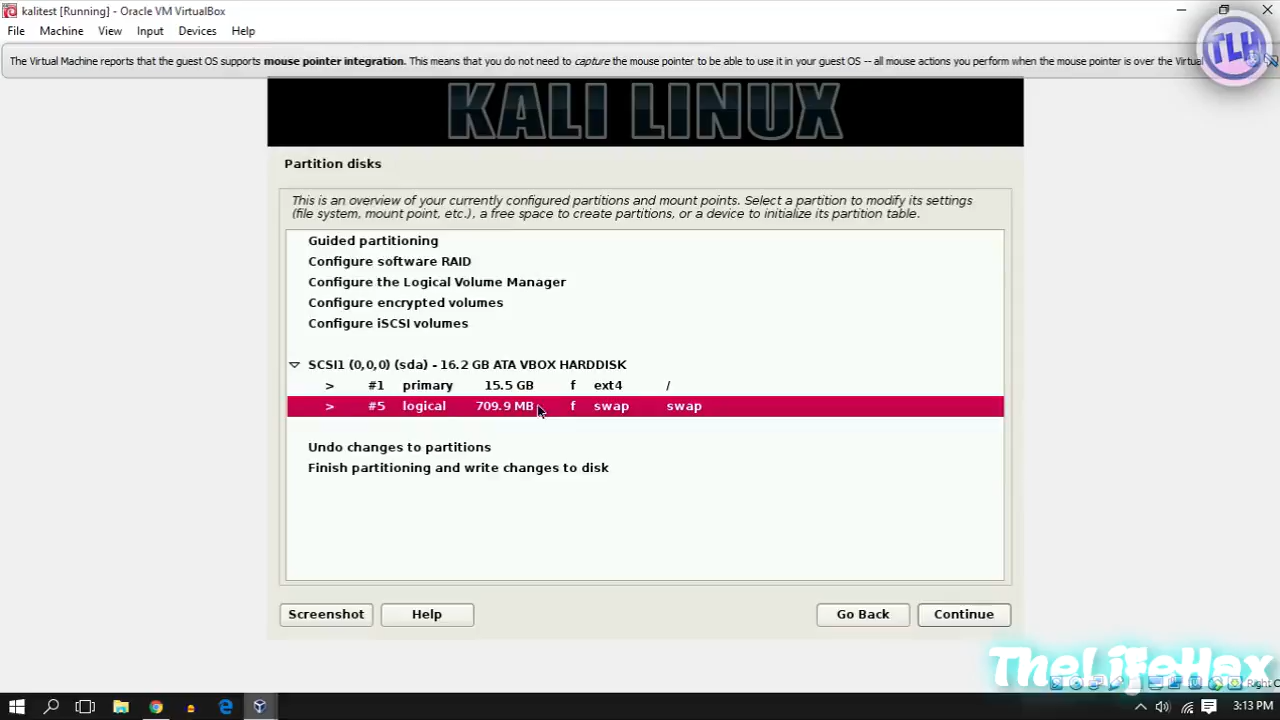 kalitest [Running] - Oracle VM VirtualBox
File Machine View Input Devices Help
The Virtual Machine reports that the guest OS supports mouse pointer integration. This means that you do not need to capture the mouse pointer to be able to use it in your guest OS -- all mouse actions you perform when the mouse pointer is over the Virtual
TLH
KALI LINUX
Partition disks
This is an overview of your currently configured partitions and mount points. Select a partition to modify its settings
(file system, mount point, etc.), a free space to create partitions, or a device to initialize its partition table.
Guided partitioning
Configure software RAID
Configure the Logical Volume Manager
Configure encrypted volumes
Configure iSCSI volumes
SCSI1 (0,0,0) (sda) - 16.2 GB ATA VBOX HARDDISK
> #1 primary 15.5 GB f ext4 /
> #5 logical 709.9 MB f swap swap
Undo changes to partitions
Finish partitioning and write changes to disk
Screenshot Help Go Back Continue
TheLifeHax
Right C
3:13 PM